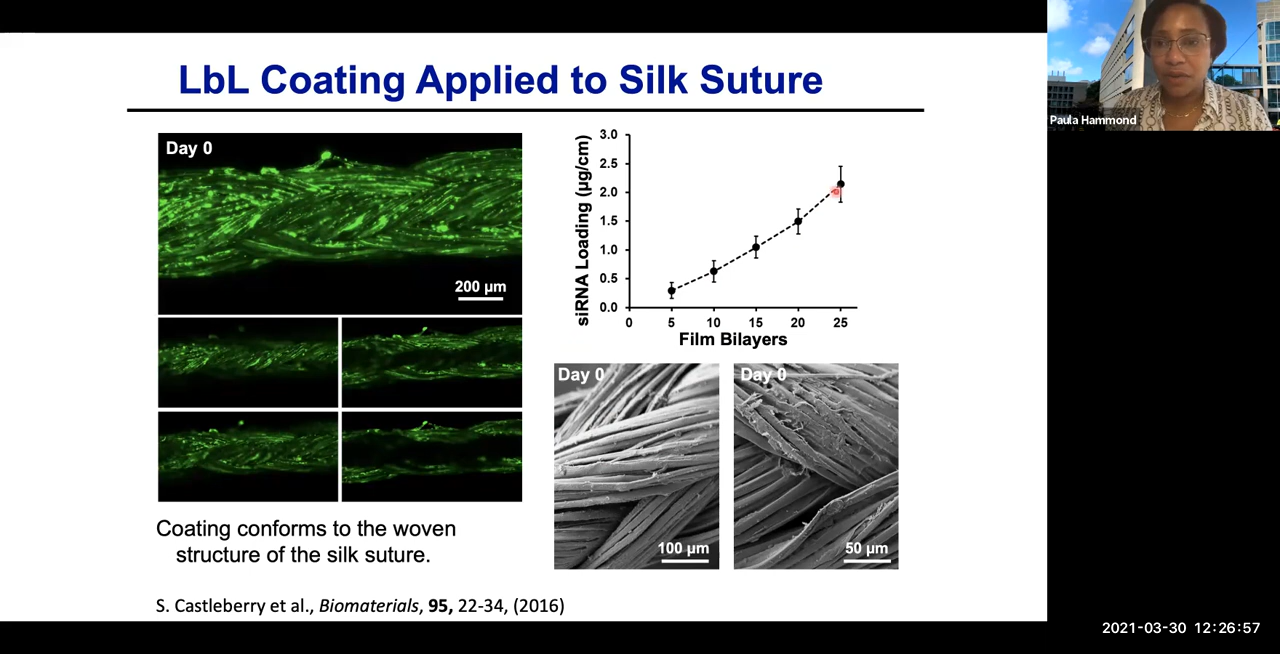 LbL Coating Applied to Silk Suture
Paula Hammond
Day 0
200 µm
Coating conforms to the woven
structure of the silk suture.
siRNA Loading (µg/cm)
3.0
2.5
2.0
1.5
1.0
0.5
0.0
0 5 10 15 20 25
Film Bilayers
Day 0
100 µm
Day 0
50 µm
S. Castleberry et al., Biomaterials, 95, 22-34, (2016)
2021-03-30 12:26:57